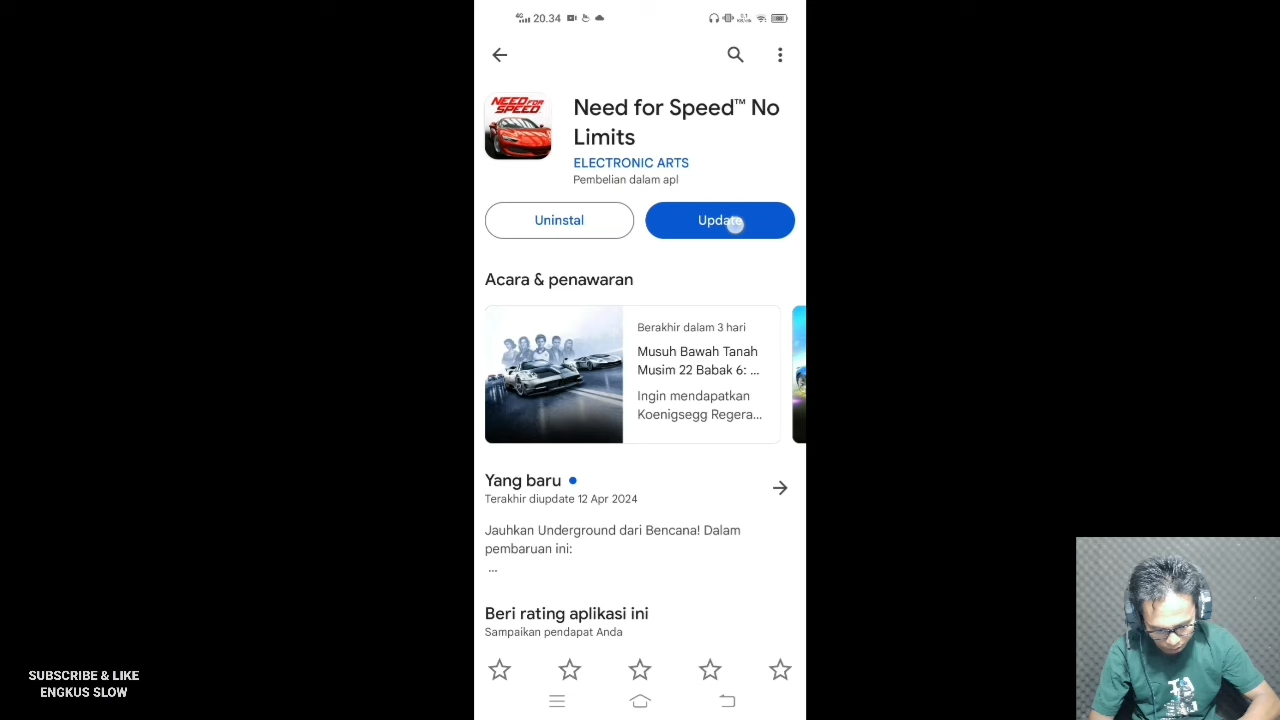 4G 20.34
NEED FOR
SPEED
Need for Speed™ No
Limits
ELECTRONIC ARTS
Pembelian dalam apl
Uninstal
Update
Acara & penawaran
Berakhir dalam 3 hari
Musuh Bawah Tanah
Musim 22 Babak 6: ...
Ingin mendapatkan
Koenigsegg Regera...
Yang baru
Terakhir diupdate 12 Apr 2024
Jauhkan Underground dari Bencana! Dalam
pembaruan ini:
...
Beri rating aplikasi ini
Sampaikan pendapat Anda
SUBSCRIBE & LIKE
ENGKUS SLOW